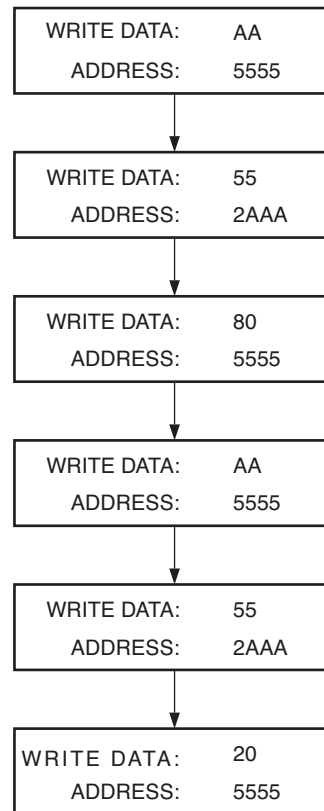 WRITE DATA: AA
ADDRESS: 5555
WRITE DATA: 55
ADDRESS: 2AAA
WRITE DATA: 80
ADDRESS: 5555
WRITE DATA: AA
ADDRESS: 5555
WRITE DATA: 55
ADDRESS: 2AAA
WRITE DATA: 20
ADDRESS: 5555